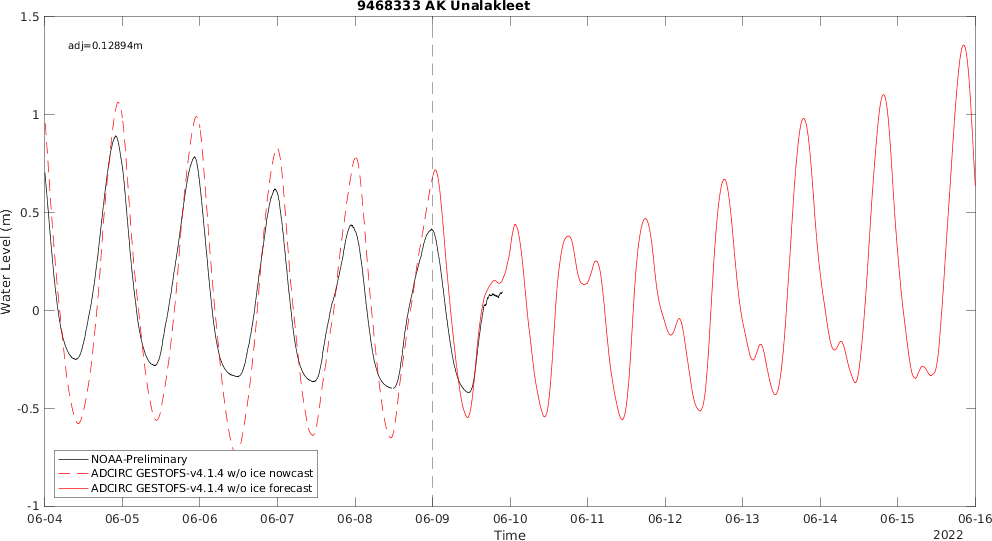 9468333 AK Unalakleet
adj=0.12894m
1.5
1
0.5
0
-0.5
-1
Water Level (m)
NOAA-Preliminary
ADCIRC GESTOFS-v4.1.4 w/o ice nowcast
ADCIRC GESTOFS-v4.1.4 w/o ice forecast
06-04 06-05 06-06 06-07 06-08 06-09 06-10 06-11 06-12 06-13 06-14 06-15 06-16
Time
2022